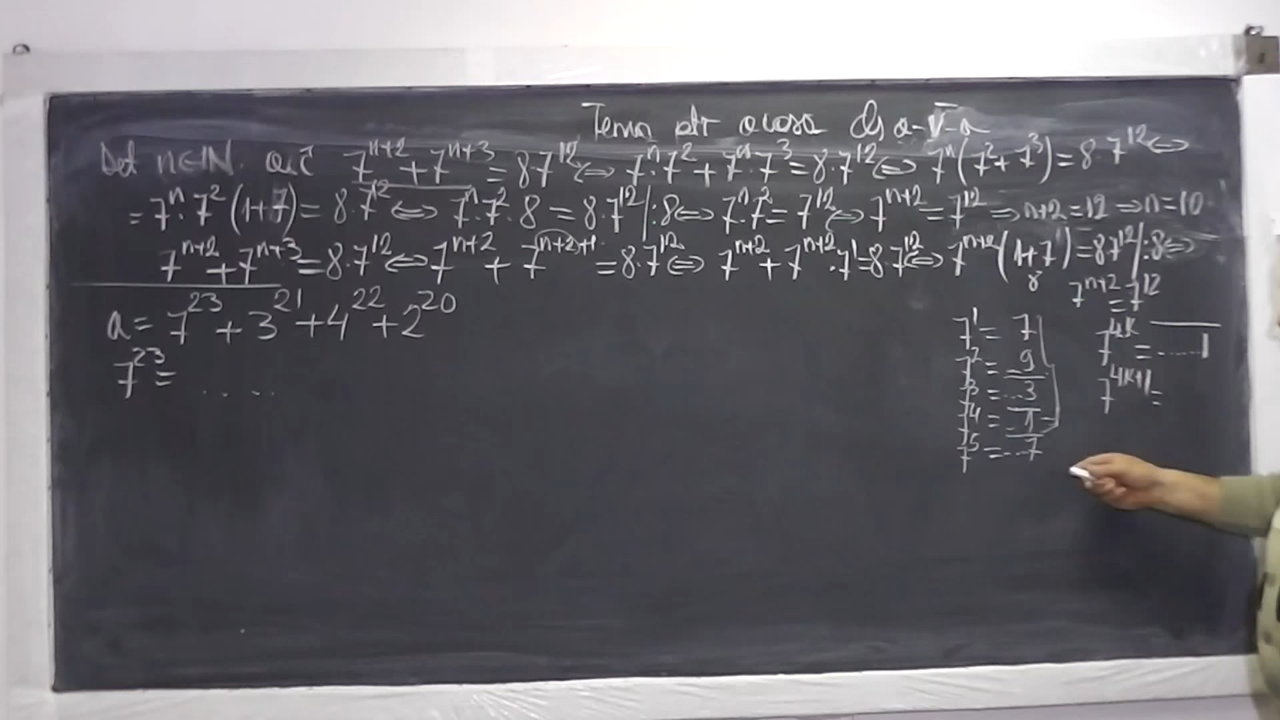 Tema ptr acasa cls a-V-a
Det n∈ℕ a.î. 7^{n+2} + 7^{n+3} = 8·7^{12} ⇔ 7^n·7^2 + 7^n·7^3 = 8·7^{12} ⇔ 7^n(7^2 + 7^3) = 8·7^{12} ⇔
= 7^n·7^2(1+7) = 8·7^{12} ⇔ 7^n·7^2·8 = 8·7^{12} |:8 ⇔ 7^n·7^2 = 7^{12} ⇔ 7^{n+2} = 7^{12} ⇒ n+2=12 ⇒ n=10
7^{n+2} + 7^{n+3} = 8·7^{12} ⇔ 7^{n+2} + 7^{(n+2)+1} = 8·7^{12} ⇔ 7^{n+2} + 7^{n+2}·7^1 = 8·7^{12} ⇔ 7^{n+2}(1+7^1) = 8·7^{12} |:8 ⇔
8
7^{n+2} = 7^{12}
a = 7^{23} + 3^{21} + 4^{22} + 2^{20}
7^{23} = .....
7^1 = 7
7^2 = ..9
7^3 = ...3
7^4 = ..1
7^5 = ...7
7^{4k} = .....1
7^{4k+1} =